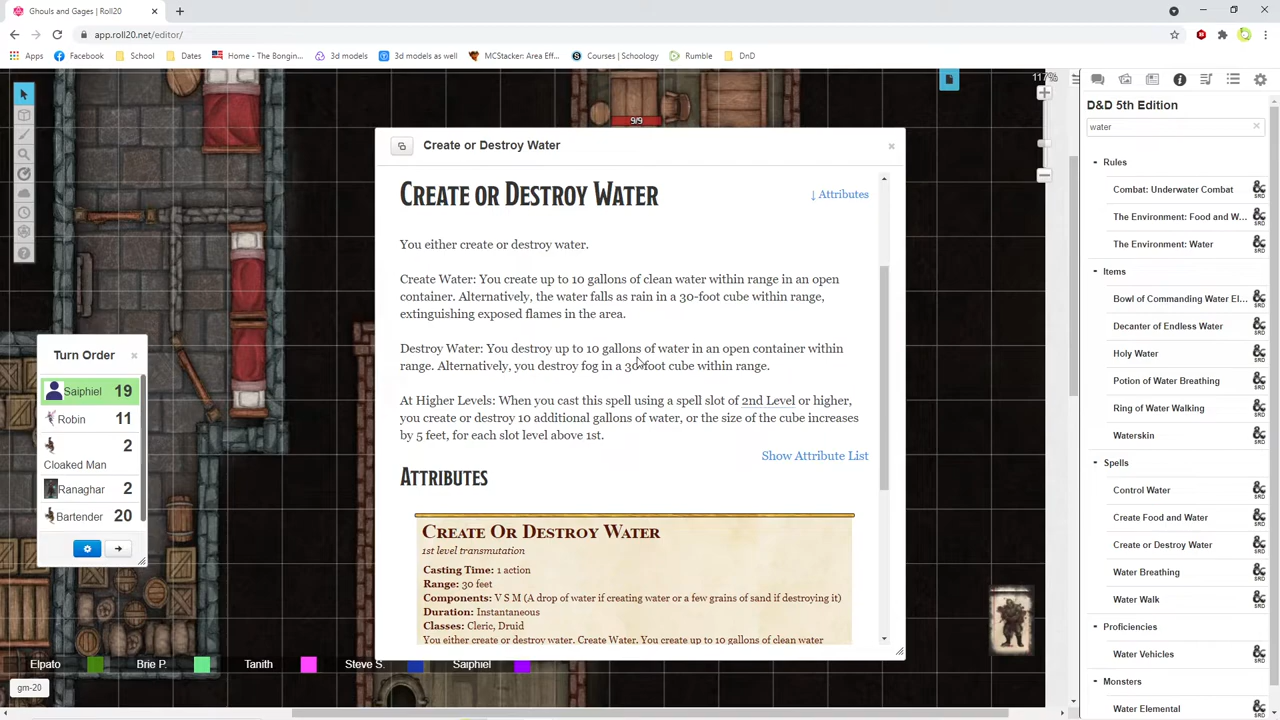 Ghouls and Gages | Roll20
app.roll20.net/editor/
Apps
Facebook
School
Dates
Home - The Bongin...
3d models
3d models as well
MCStacker: Area Eff...
Courses | Schoology
Rumble
DnD
117%
9/9
Create or Destroy Water
Create or Destroy Water
↓ Attributes
You either create or destroy water.
Create Water: You create up to 10 gallons of clean water within range in an open
container. Alternatively, the water falls as rain in a 30-foot cube within range,
extinguishing exposed flames in the area.
Destroy Water: You destroy up to 10 gallons of water in an open container within
range. Alternatively, you destroy fog in a 30-foot cube within range.
At Higher Levels: When you cast this spell using a spell slot of 2nd Level or higher,
you create or destroy 10 additional gallons of water, or the size of the cube increases
by 5 feet, for each slot level above 1st.
Show Attribute List
Attributes
Create Or Destroy Water
1st level transmutation
Casting Time: 1 action
Range: 30 feet
Components: V S M (A drop of water if creating water or a few grains of sand if destroying it)
Duration: Instantaneous
Classes: Cleric, Druid
You either create or destroy water. Create Water. You create up to 10 gallons of clean water
Turn Order
Saiphiel 19
Robin 11
2
Cloaked Man
Ranaghar 2
Bartender 20
Elpato
Brie P.
Tanith
Steve S.
Saiphiel
gm-20
D&D 5th Edition
water
Rules
Combat: Underwater Combat
The Environment: Food and W...
The Environment: Water
Items
Bowl of Commanding Water El...
Decanter of Endless Water
Holy Water
Potion of Water Breathing
Ring of Water Walking
Waterskin
Spells
Control Water
Create Food and Water
Create or Destroy Water
Water Breathing
Water Walk
Proficiencies
Water Vehicles
Monsters
Water Elemental